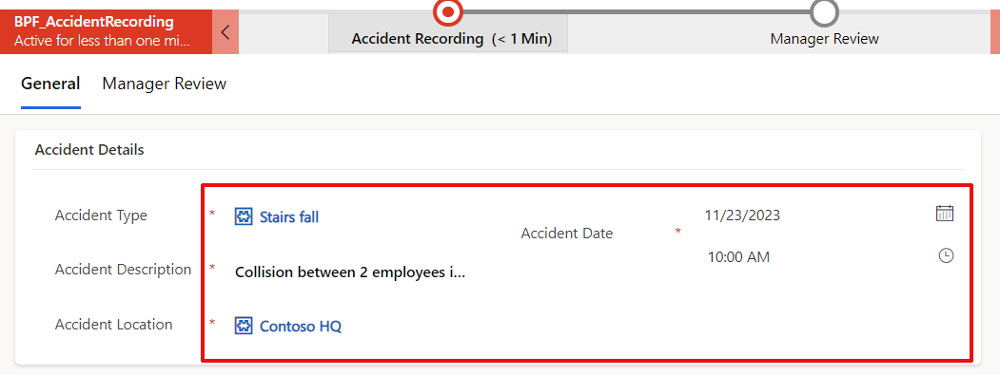 BPF_AccidentRecording
Active for less than one mi...
Accident Recording (< 1 Min)
Manager Review
General
Manager Review
Accident Details
Accident Type
*
Stairs fall
Accident Date
*
11/23/2023
10:00 AM
Accident Description
*
Collision between 2 employees i...
Accident Location
*
Contoso HQ